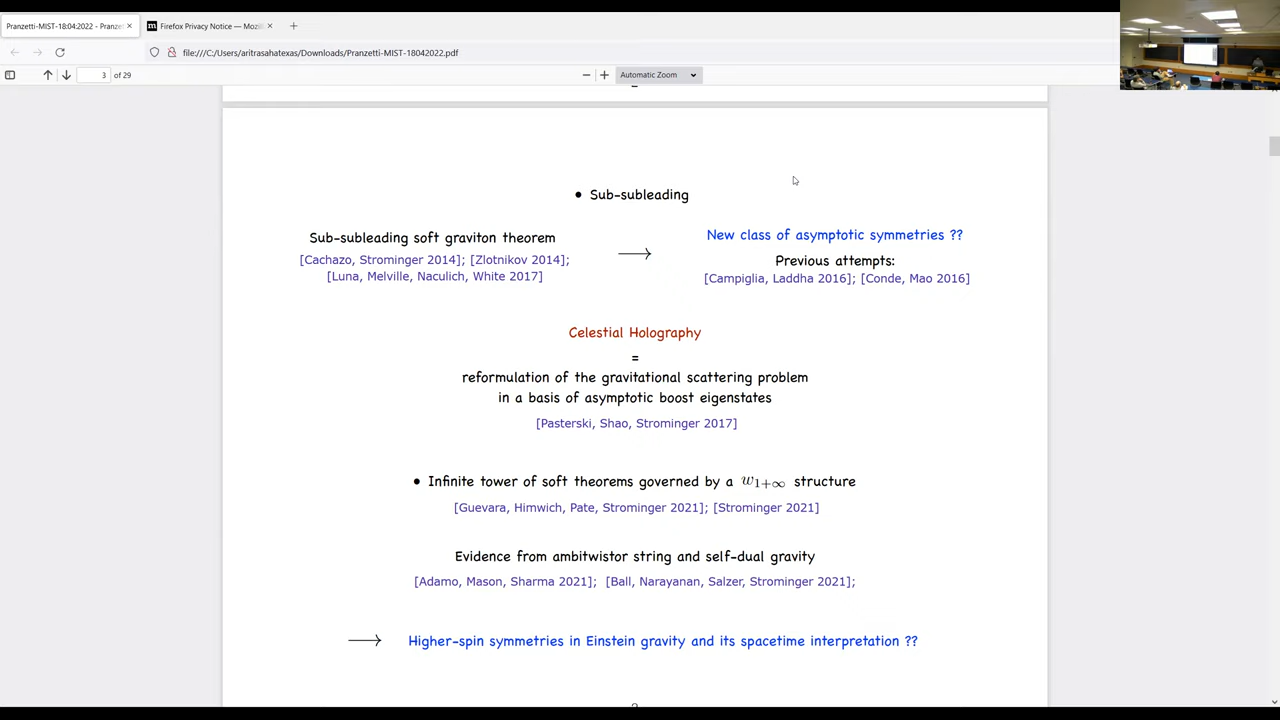 Pranzetti-MIST-18:04:2022 - Pranzet
Firefox Privacy Notice — Mozil
file:///C:/Users/aritrasahatexas/Downloads/Pranzetti-MIST-18042022.pdf
3 of 29
Automatic Zoom
• Sub-subleading
Sub-subleading soft graviton theorem
[Cachazo, Strominger 2014]; [Zlotnikov 2014];
[Luna, Melville, Naculich, White 2017]
⟶
New class of asymptotic symmetries ??
Previous attempts:
[Campiglia, Laddha 2016]; [Conde, Mao 2016]
Celestial Holography
=
reformulation of the gravitational scattering problem
in a basis of asymptotic boost eigenstates
[Pasterski, Shao, Strominger 2017]
• Infinite tower of soft theorems governed by a w1+∞ structure
[Guevara, Himwich, Pate, Strominger 2021]; [Strominger 2021]
Evidence from ambitwistor string and self-dual gravity
[Adamo, Mason, Sharma 2021]; [Ball, Narayanan, Salzer, Strominger 2021];
⟶ Higher-spin symmetries in Einstein gravity and its spacetime interpretation ??